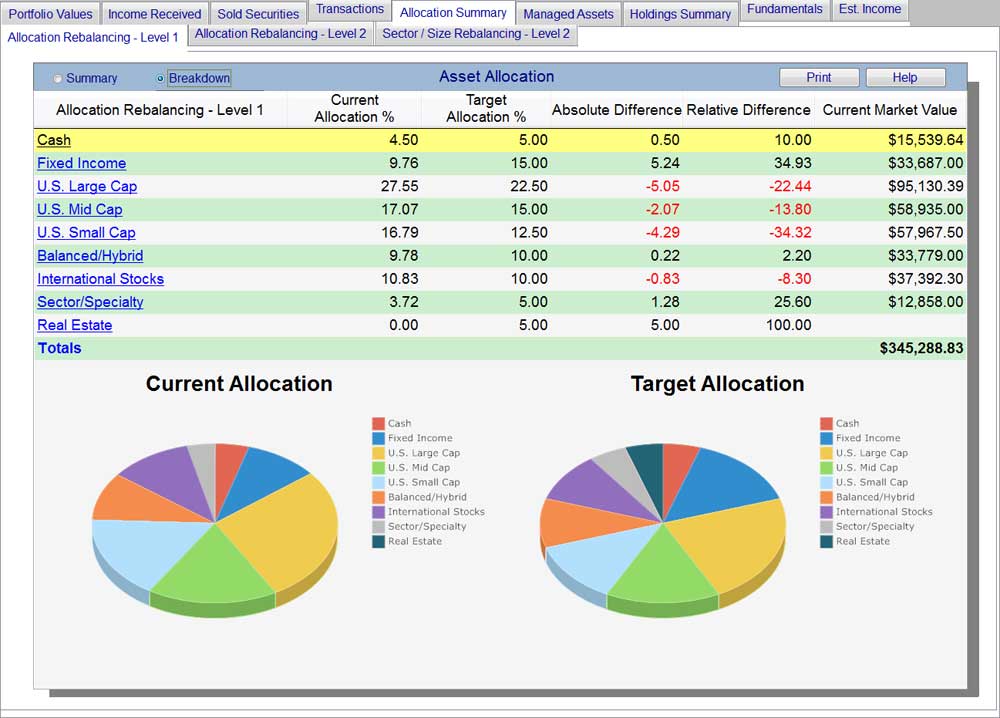 Portfolio Values Income Received Sold Securities Transactions Allocation Summary Managed Assets Holdings Summary Fundamentals Est. Income
Allocation Rebalancing - Level 1 Allocation Rebalancing - Level 2 Sector / Size Rebalancing - Level 2
Summary Breakdown Asset Allocation Print Help
Allocation Rebalancing - Level 1 Current Allocation % Target Allocation % Absolute Difference Relative Difference Current Market Value
Cash 4.50 5.00 0.50 10.00 $15,539.64
Fixed Income 9.76 15.00 5.24 34.93 $33,687.00
U.S. Large Cap 27.55 22.50 -5.05 -22.44 $95,130.39
U.S. Mid Cap 17.07 15.00 -2.07 -13.80 $58,935.00
U.S. Small Cap 16.79 12.50 -4.29 -34.32 $57,967.50
Balanced/Hybrid 9.78 10.00 0.22 2.20 $33,779.00
International Stocks 10.83 10.00 -0.83 -8.30 $37,392.30
Sector/Specialty 3.72 5.00 1.28 25.60 $12,858.00
Real Estate 0.00 5.00 5.00 100.00
Totals $345,288.83
Current Allocation
Cash
Fixed Income
U.S. Large Cap
U.S. Mid Cap
U.S. Small Cap
Balanced/Hybrid
International Stocks
Sector/Specialty
Real Estate
Target Allocation
Cash
Fixed Income
U.S. Large Cap
U.S. Mid Cap
U.S. Small Cap
Balanced/Hybrid
International Stocks
Sector/Specialty
Real Estate